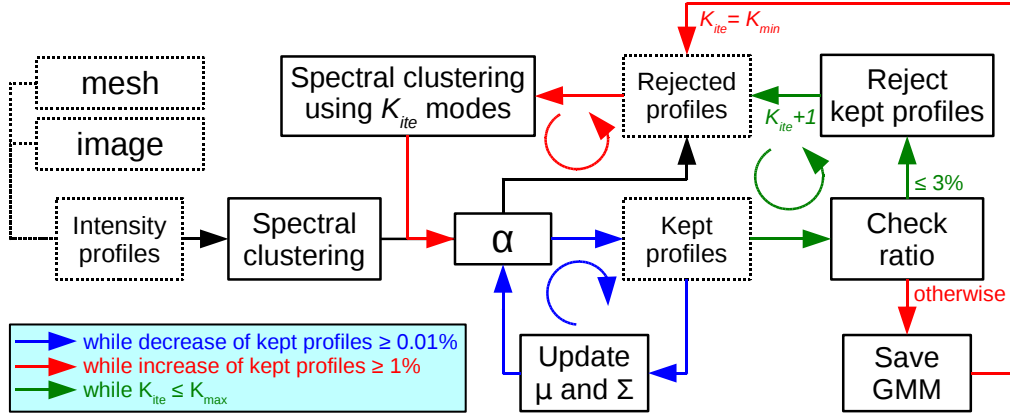 mesh
image
Intensity
profiles
Spectral
clustering
Spectral clustering
using K_ite modes
α
Rejected
profiles
K_ite = K_min
Reject
kept profiles
K_ite+1
≤ 3%
Kept
profiles
Check
ratio
otherwise
Update
μ and Σ
Save
GMM
while decrease of kept profiles ≥ 0.01%
while increase of kept profiles ≥ 1%
while K_ite ≤ K_max